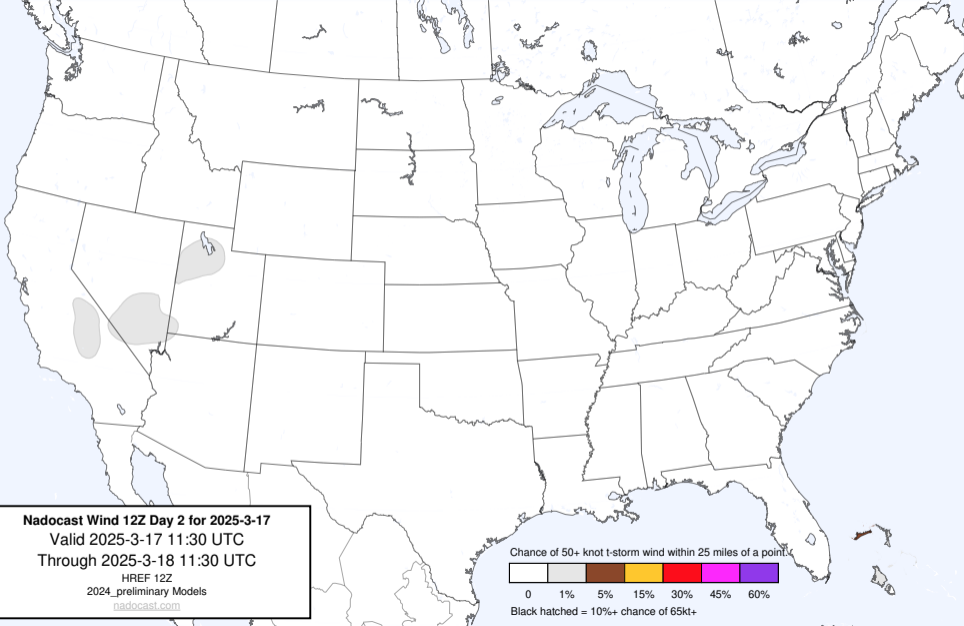 Nadocast Wind 12Z Day 2 for 2025-3-17
Valid 2025-3-17 11:30 UTC
Through 2025-3-18 11:30 UTC
HREF 12Z
2024_preliminary Models
nadocast.com
Chance of 50+ knot t-storm wind within 25 miles of a point.
0 1% 5% 15% 30% 45% 60%
Black hatched = 10%+ chance of 65kt+